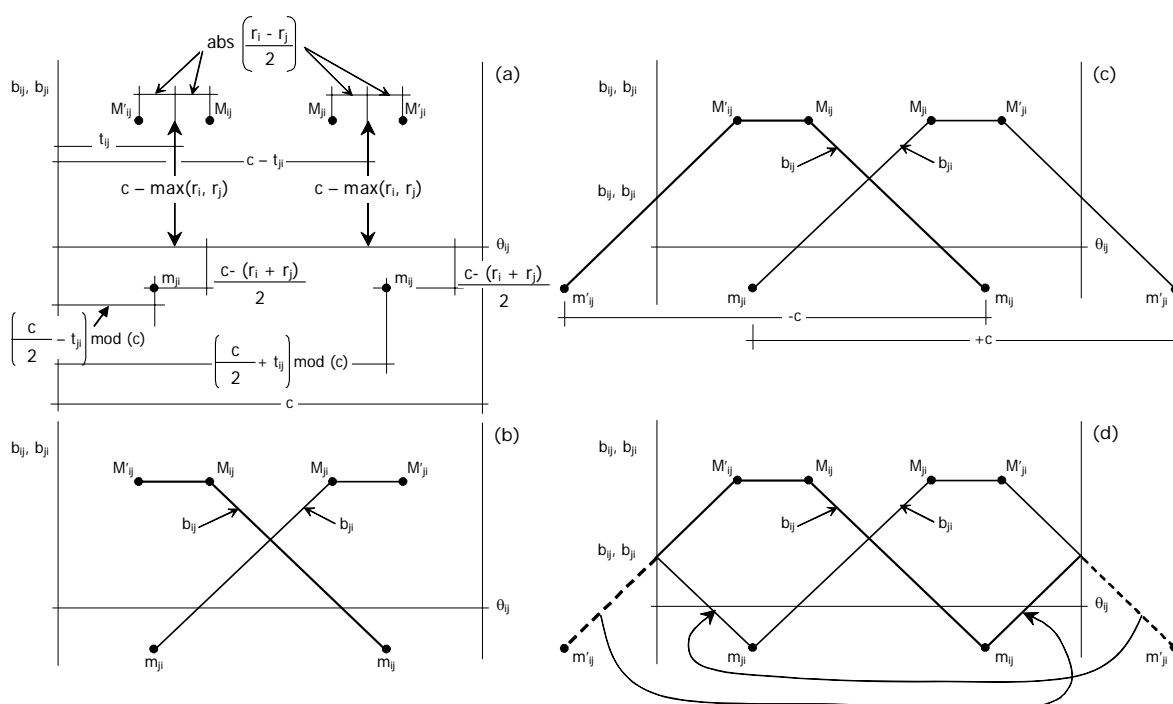 abs (r_i - r_j / 2)
(a)
b_ij, b_ji
M'_ij M_ij M_ji M'_ji
t_ij
c – t_ji
c – max(r_i, r_j) c – max(r_i, r_j)
θ_ij
m_ji c- (r_i + r_j) / 2 m_ij c- (r_i + r_j) / 2
(c / 2 – t_ji) mod (c)
(c / 2 + t_ij) mod (c)
c
(b)
b_ij, b_ji
M'_ij M_ij M_ji M'_ji
b_ij b_ji
θ_ij
m_ji m_ij
(c)
b_ij, b_ji
M'_ij M_ij M_ji M'_ji
b_ij b_ji
b_ij, b_ji
θ_ij
m'_ij m_ji m_ij m'_ji
-c
+c
(d)
b_ij, b_ji
M'_ij M_ij M_ji M'_ji
b_ij b_ji
b_ij, b_ji
θ_ij
m'_ij m_ji m_ij m'_ji